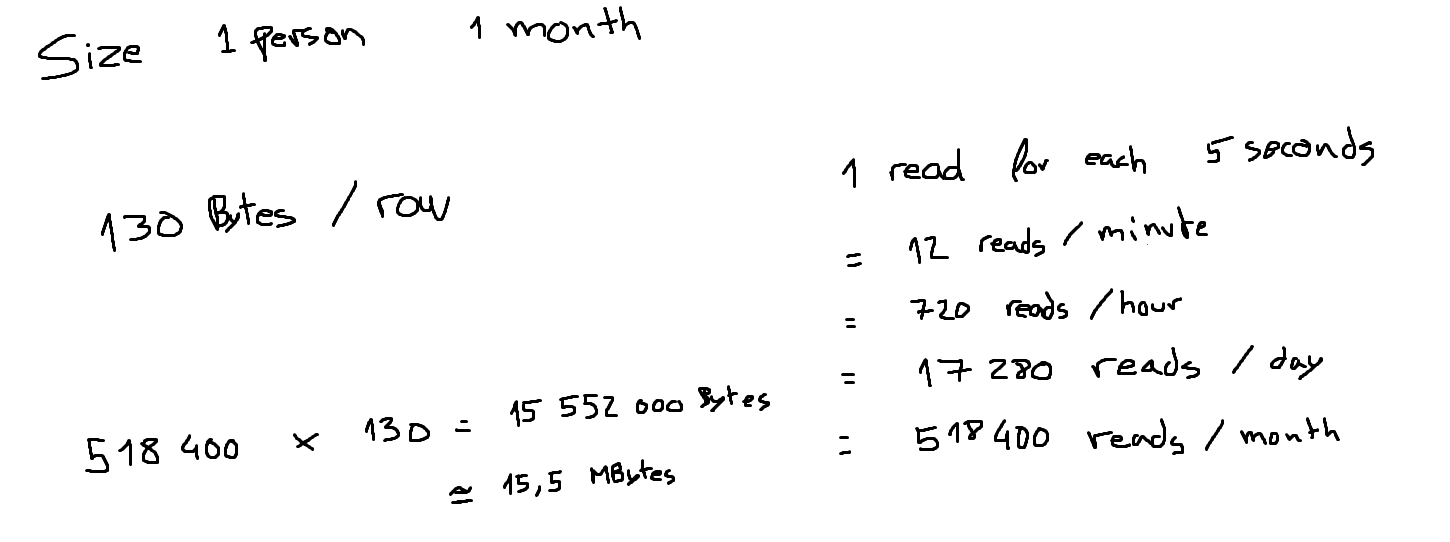 Size 1 person 1 month
130 Bytes / row
518 400 x 130 = 15 552 000 Bytes
≃ 15,5 MBytes
1 read for each 5 seconds
= 12 reads / minute
= 720 reads / hour
= 17 280 reads / day
= 518 400 reads / month